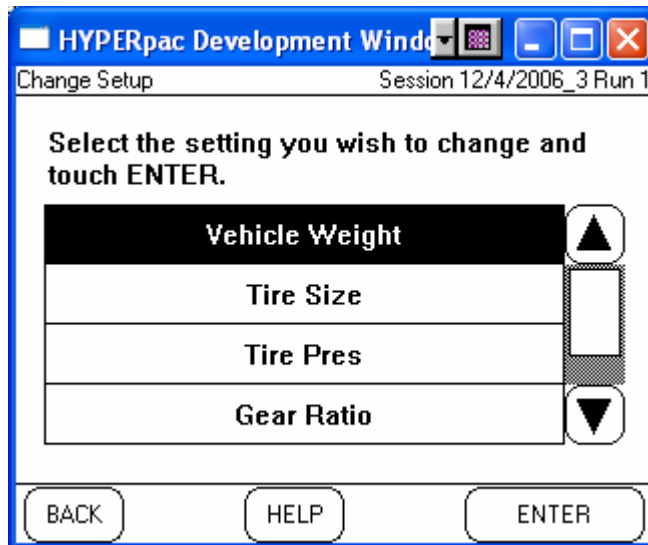 HYPERpac Development
Change Setup Session 12/4/2006_3 Run 1
Select the setting you wish to change and
touch ENTER.
Vehicle Weight
Tire Size
Tire Pres
Gear Ratio
BACK HELP ENTER